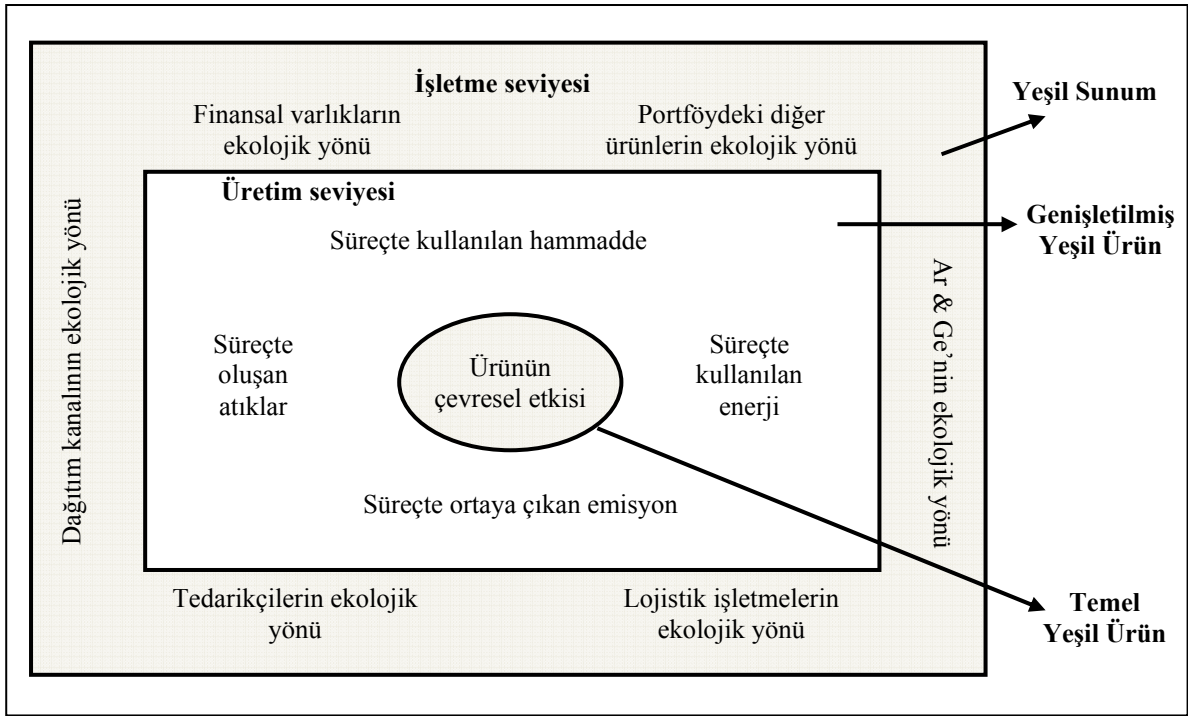 İşletme seviyesi
Finansal varlıkların
ekolojik yönü
Portföydeki diğer
ürünlerin ekolojik yönü
Yeşil Sunum
Dağıtım kanalının ekolojik yönü
Üretim seviyesi
Süreçte kullanılan hammadde
Genişletilmiş
Yeşil Ürün
Süreçte
oluşan
atıklar
Ürünün
çevresel etkisi
Süreçte
kullanılan
enerji
Ar & Ge’nin ekolojik yönü
Süreçte ortaya çıkan emisyon
Tedarikçilerin ekolojik
yönü
Lojistik işletmelerin
ekolojik yönü
Temel
Yeşil Ürün